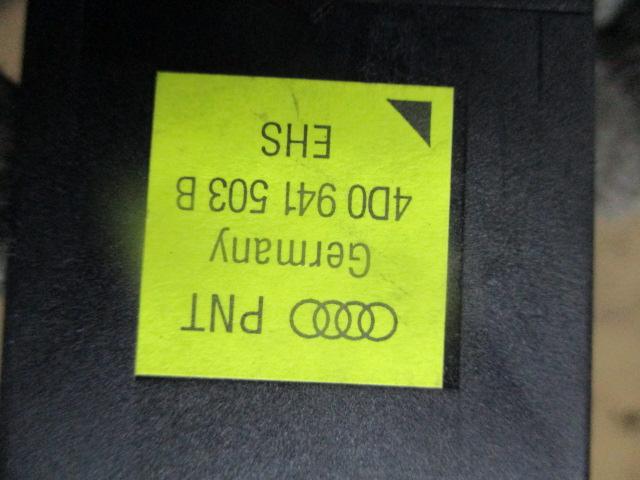 PNT
Germany
4D0 941 503 B
EHS